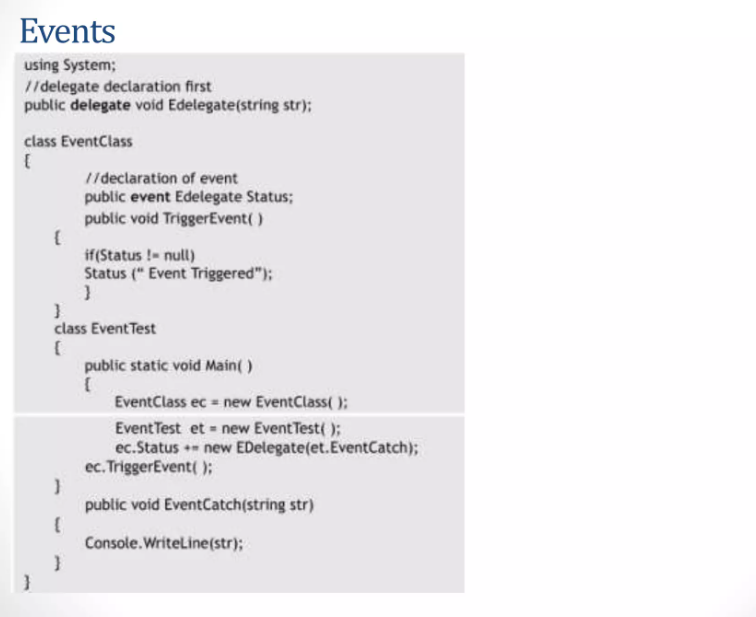 Events
using System;
//delegate declaration first
public delegate void Edelegate(string str);
class EventClass
{
//declaration of event
public event Edelegate Status;
public void TriggerEvent( )
{
if(Status != null)
Status (" Event Triggered");
}
}
class EventTest
{
public static void Main( )
{
EventClass ec = new EventClass( );
EventTest et = new EventTest( );
ec.Status += new EDelegate(et.EventCatch);
ec.TriggerEvent( );
}
public void EventCatch(string str)
{
Console.WriteLine(str);
}
}